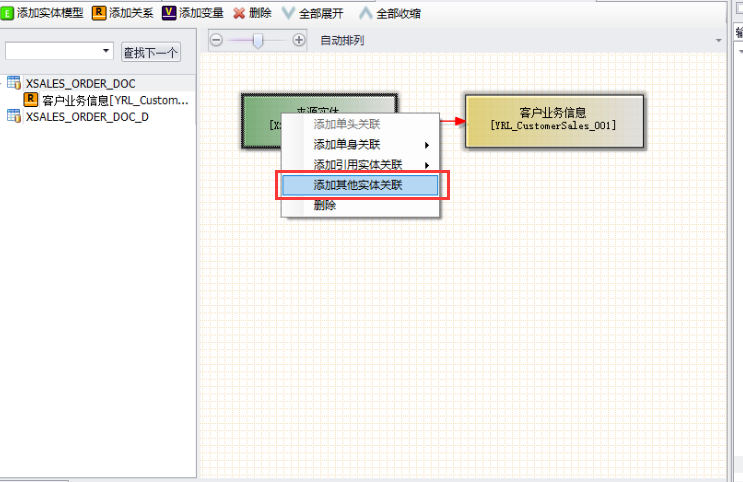 E 添加实体模型 R 添加关系 V 添加变量 删除 全部展开 全部收缩
查找下一个
自动排列
XSALES_ORDER_DOC
R 客户业务信息[YRL_Custom...
XSALES_ORDER_DOC_D
来源实体
[X
添加单头关联
添加单身关联
添加引用实体关联
添加其他实体关联
删除
客户业务信息
[YRL_CustomerSales_001]